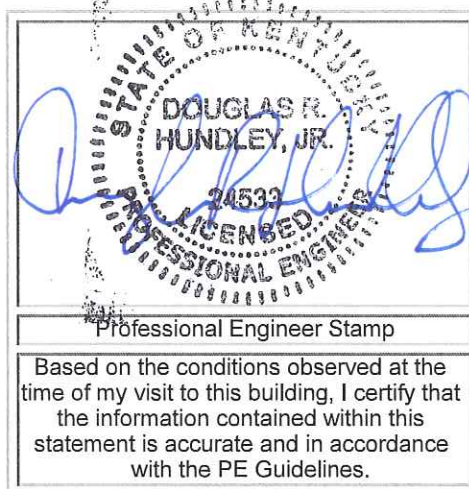 STATE OF KENTUCKY
DOUGLAS R.
HUNDLEY, JR.
24533
LICENSED
PROFESSIONAL ENGINEER
Professional Engineer Stamp
Based on the conditions observed at the
time of my visit to this building, I certify that
the information contained within this
statement is accurate and in accordance
with the PE Guidelines.